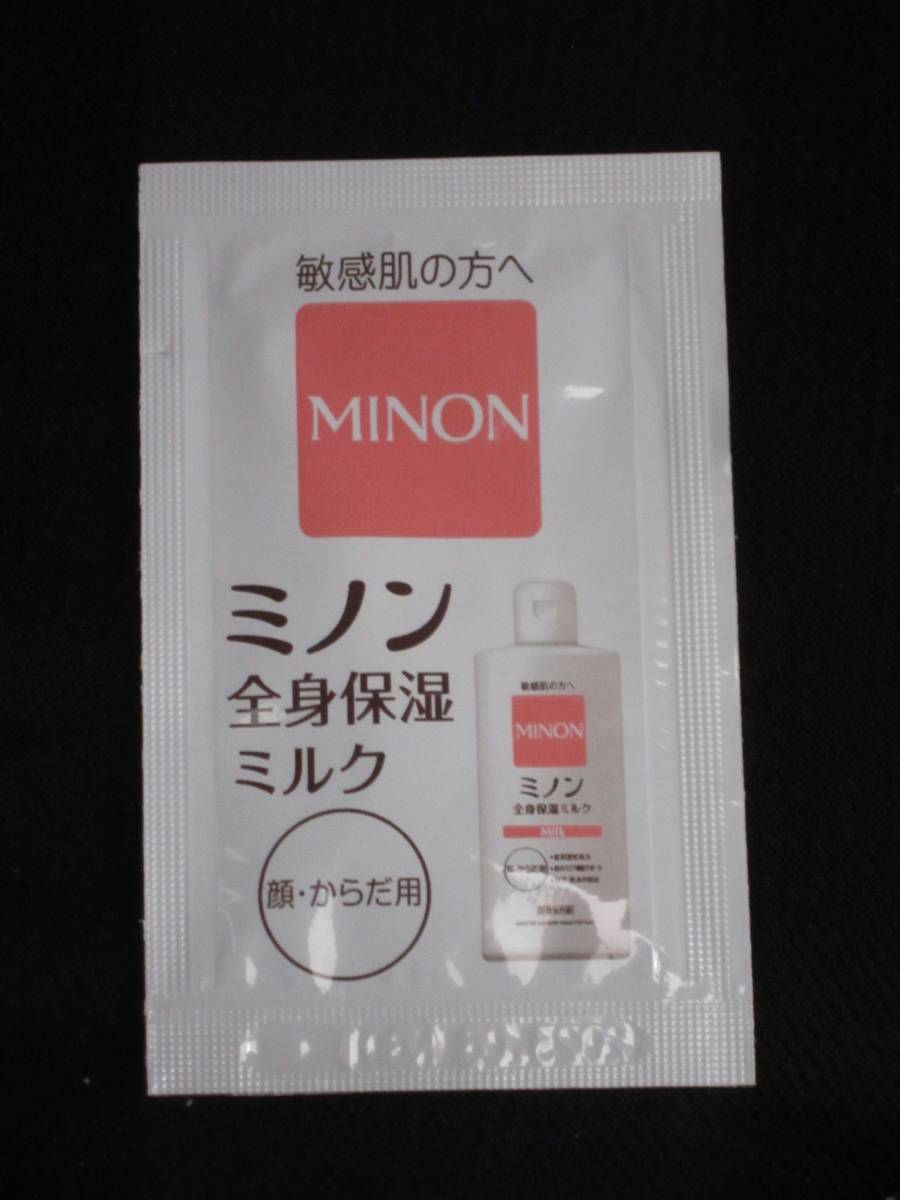 敏感肌の方へ
MINON
ミノン
全身保湿
ミルク
顔・からだ用
敏感肌の方へ
MINON
ミノン
全身保湿ミルク
Milk